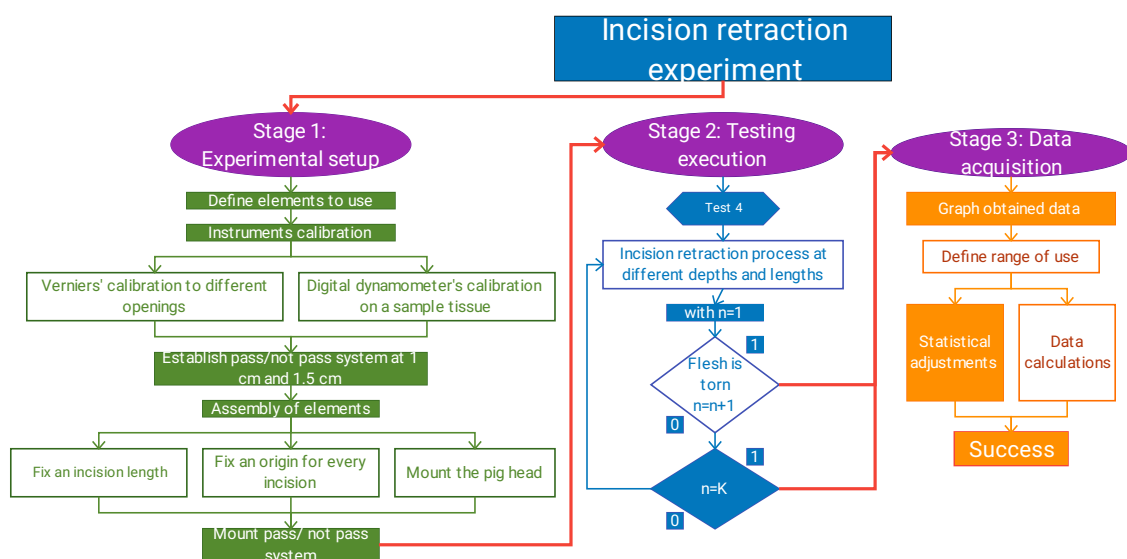 Incision retraction
experiment
Stage 1:
Experimental setup
Define elements to use
Instruments calibration
Verniers' calibration to different
openings
Digital dynamometer's calibration
on a sample tissue
Establish pass/not pass system at 1
cm and 1.5 cm
Assembly of elements
Fix an incision length
Fix an origin for every
incision
Mount the pig head
Mount pass/ not pass
system
Stage 2: Testing
execution
Test 4
Incision retraction process at
different depths and lengths
with n=1
1
Flesh is
torn
n=n+1
0
1
n=K
0
Stage 3: Data
acquisition
Graph obtained data
Define range of use
Statistical
adjustments
Data
calculations
Success